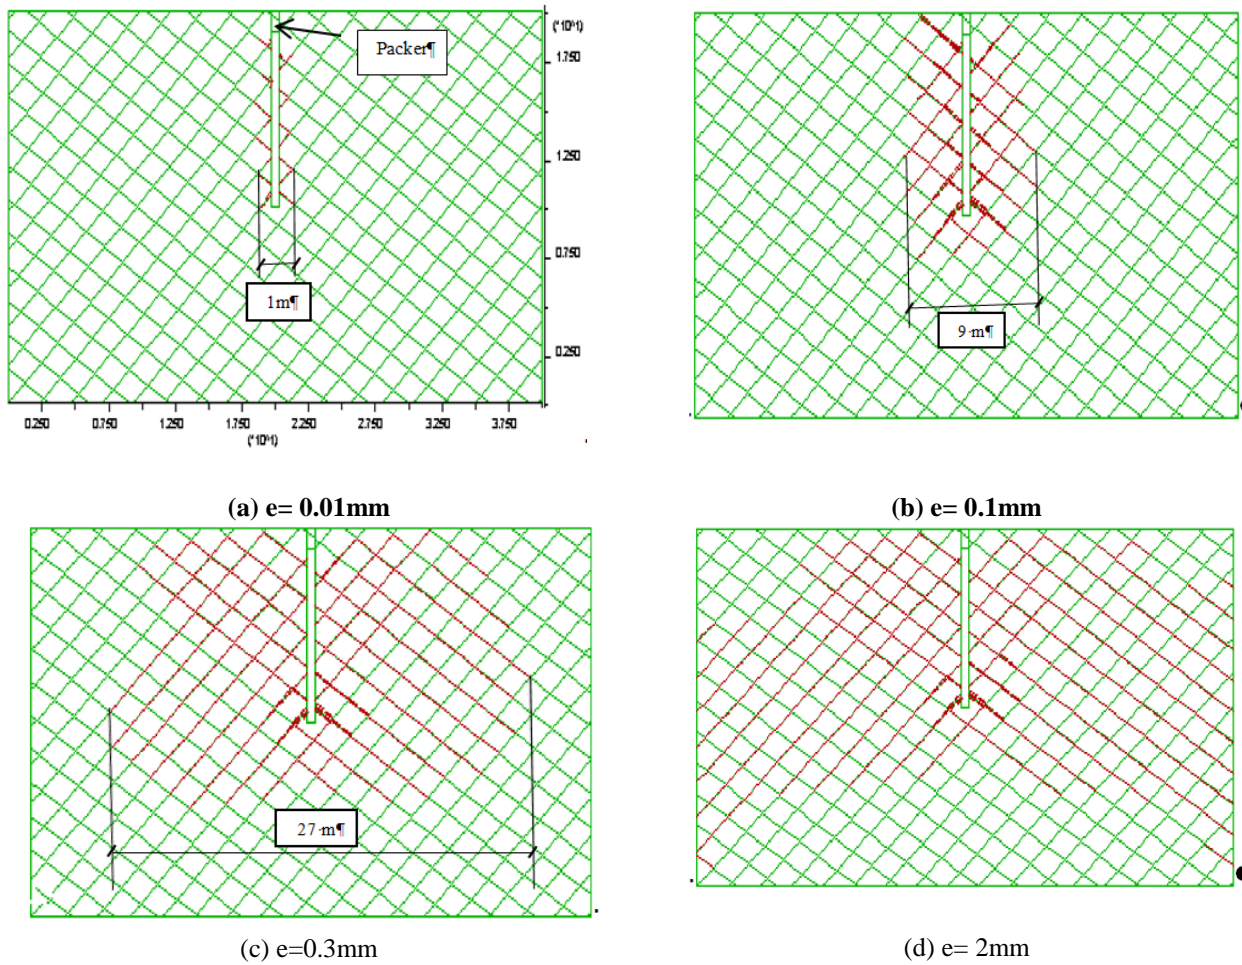 (*10^1)
Packer¶
1.750
1.250
0.750
1m¶
0.250
0.250 0.750 1.250 1.750 2.250 2.750 3.250 3.750
(*10^1)
9·m¶
(a) e= 0.01mm
(b) e= 0.1mm
27·m¶
(c) e=0.3mm
(d) e= 2mm